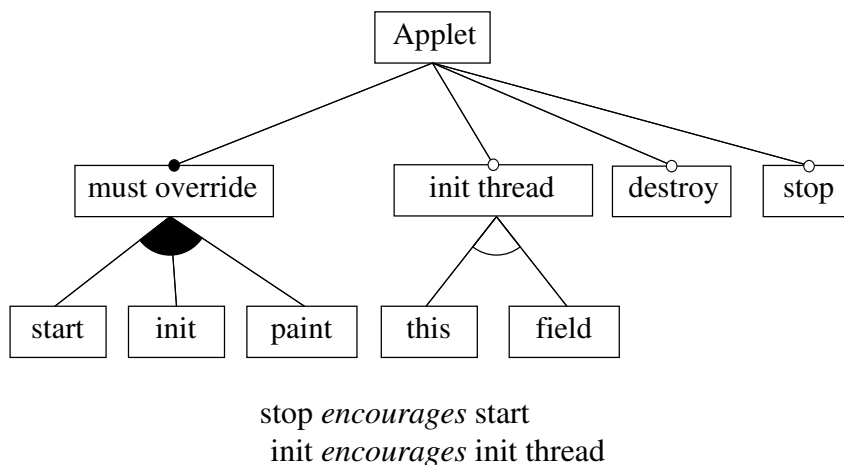 Applet
must override
init thread
destroy
stop
start
init
paint
this
field
stop encourages start
init encourages init thread